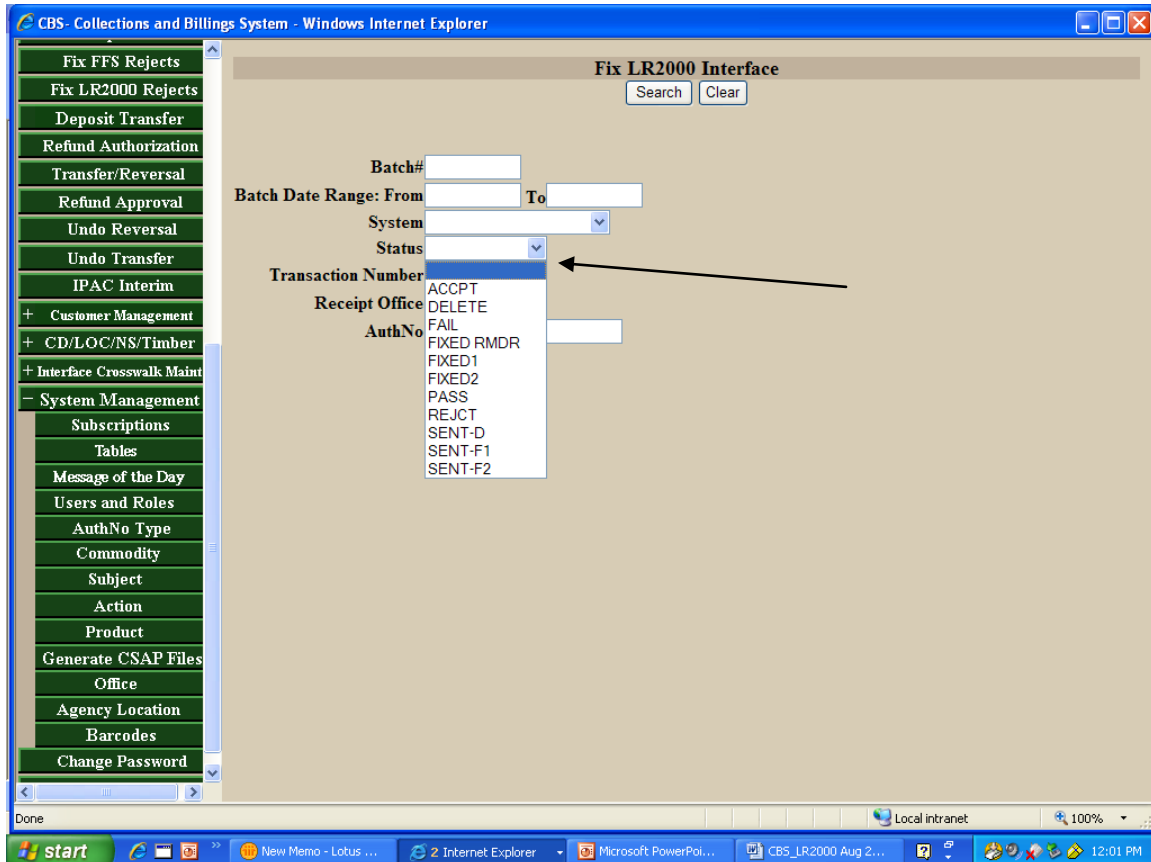 CBS- Collections and Billings System - Windows Internet Explorer
Fix FFS Rejects
Fix LR2000 Rejects
Deposit Transfer
Refund Authorization
Transfer/Reversal
Refund Approval
Undo Reversal
Undo Transfer
IPAC Interim
+ Customer Management
+ CD/LOC/NS/Timber
+ Interface Crosswalk Maint
− System Management
Subscriptions
Tables
Message of the Day
Users and Roles
AuthNo Type
Commodity
Subject
Action
Product
Generate CSAP Files
Office
Agency Location
Barcodes
Change Password
Fix LR2000 Interface
Search Clear
Batch#
Batch Date Range: From To
System
Status
Transaction Number
Receipt Office
AuthNo
ACCPT
DELETE
FAIL
FIXED RMDR
FIXED1
FIXED2
PASS
REJCT
SENT-D
SENT-F1
SENT-F2
Done Local intranet 100%
start New Memo - Lotus ... 2 Internet Explorer Microsoft PowerPoi... CBS_LR2000 Aug 2... 12:01 PM